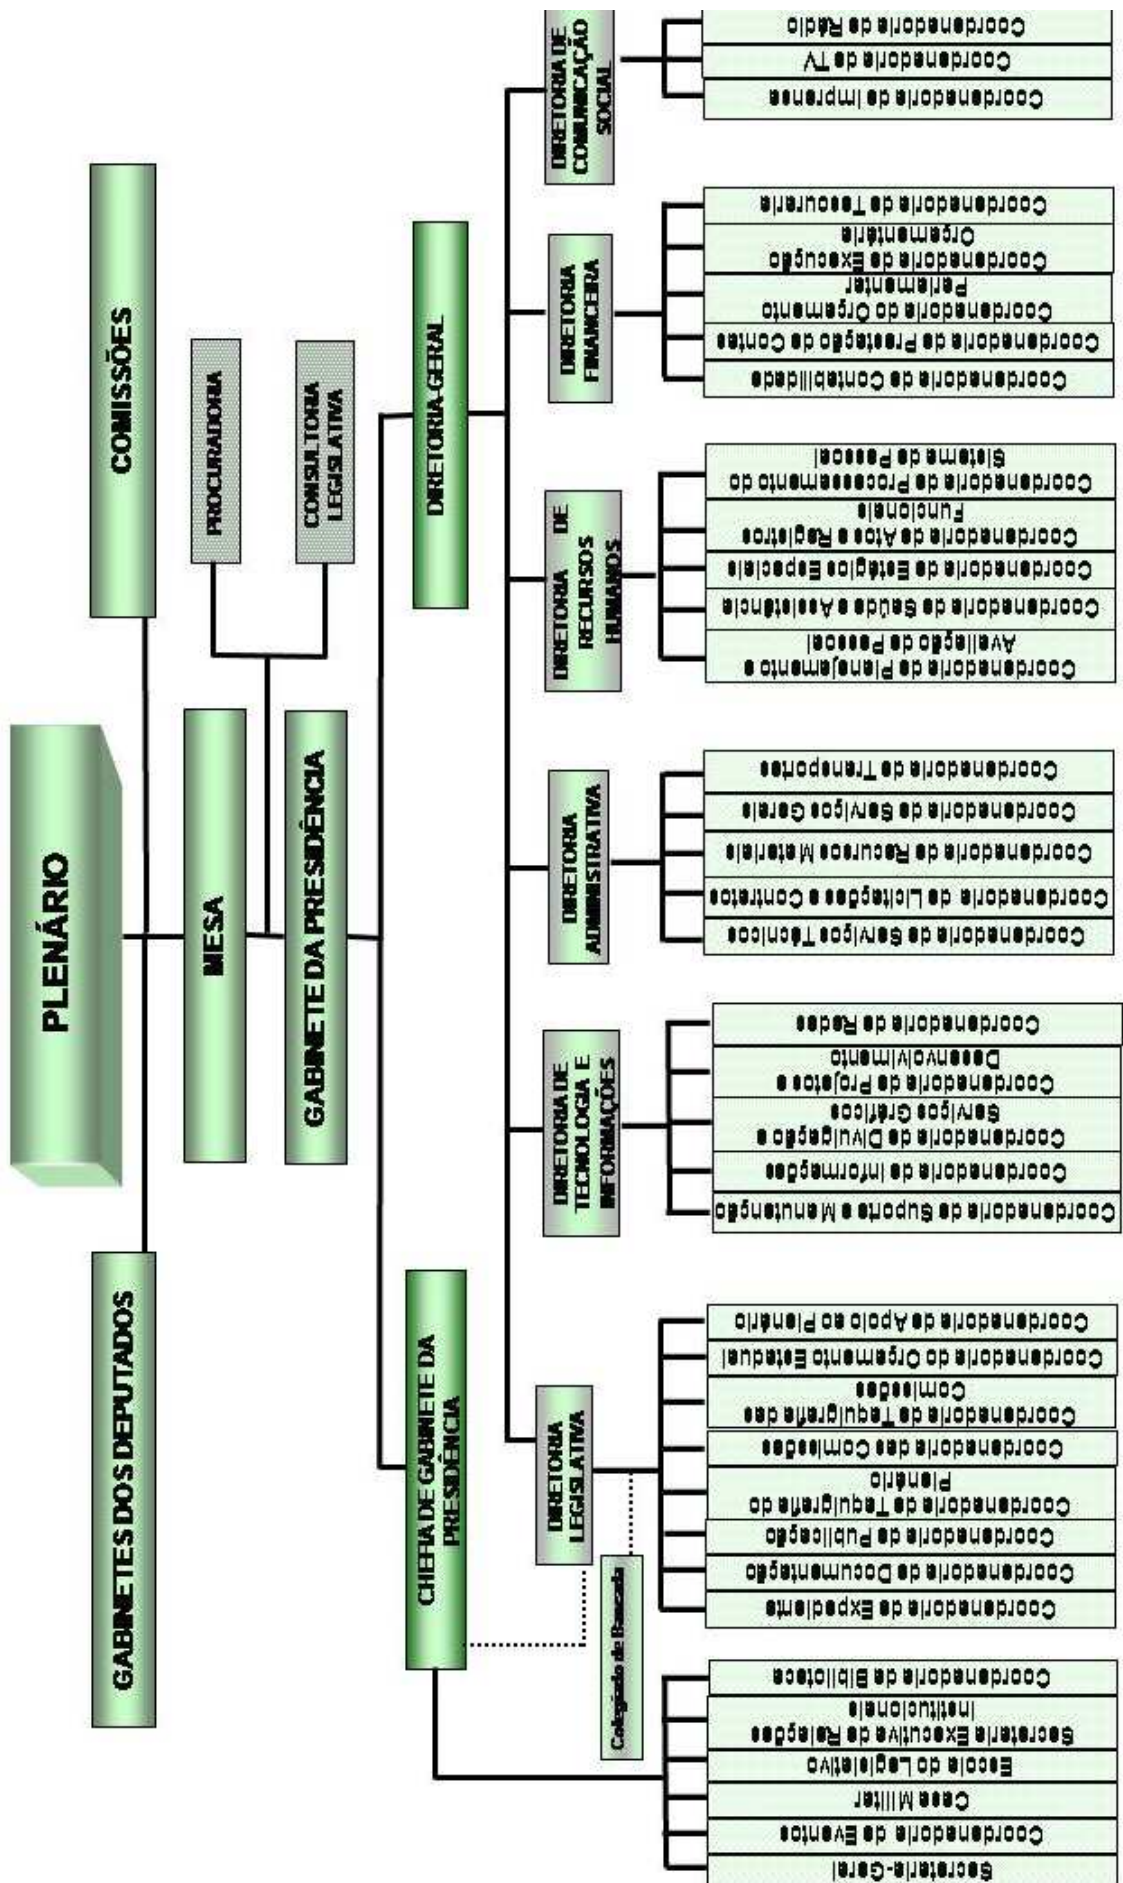 PLENÁRIO
GABINETES DOS DEPUTADOS
COMISSÕES
MESA
PROCURADORIA
CONSULTORIA
LEGISLATIVA
GABINETE DA PRESIDÊNCIA
CHEFIA DE GABINETE DA
PRESIDÊNCIA
DIRETORIA-GERAL
Colegiado de Bancada
DIRETORIA
LEGISLATIVA
DIRETORIA DE
TECNOLOGIA E
INFORMAÇÕES
DIRETORIA
ADMINISTRATIVA
DIRETORIA DE
RECURSOS
HUMANOS
DIRETORIA
FINANCEIRA
DIRETORIA DE
COMUNICAÇÃO
SOCIAL
Secretaria-Geral
Coordenadoria de Eventos
Casa Militar
Escola do Legislativo
Secretaria Executiva de Relações
Institucionais
Coordenadoria de Biblioteca
Coordenadoria de Expediente
Coordenadoria de Documentação
Coordenadoria de Publicação
Coordenadoria de Taquigrafia do
Plenário
Coordenadoria das Comissões
Coordenadoria de Taquigrafia das
Comissões
Coordenadoria do Orçamento Estadual
Coordenadoria de Apoio ao Plenário
Coordenadoria de Suporte e Manutenção
Coordenadoria de Informações
Coordenadoria de Divulgação e
Serviços Gráficos
Coordenadoria de Projetos e
Desenvolvimento
Coordenadoria de Redes
Coordenadoria de Serviços Técnicos
Coordenadoria de Licitações e Contratos
Coordenadoria de Recursos Materiais
Coordenadoria de Serviços Gerais
Coordenadoria de Transportes
Coordenadoria de Planejamento e
Avaliação de Pessoal
Coordenadoria de Saúde e Assistência
Coordenadoria de Estágios Especiais
Coordenadoria de Atos e Registros
Funcionais
Coordenadoria de Processamento do
Sistema de Pessoal
Coordenadoria de Contabilidade
Coordenadoria de Prestação de Contas
Coordenadoria do Orçamento
Parlamentar
Coordenadoria de Execução
Orçamentária
Coordenadoria de Tesouraria
Coordenadoria de Imprensa
Coordenadoria de TV
Coordenadoria de Rádio